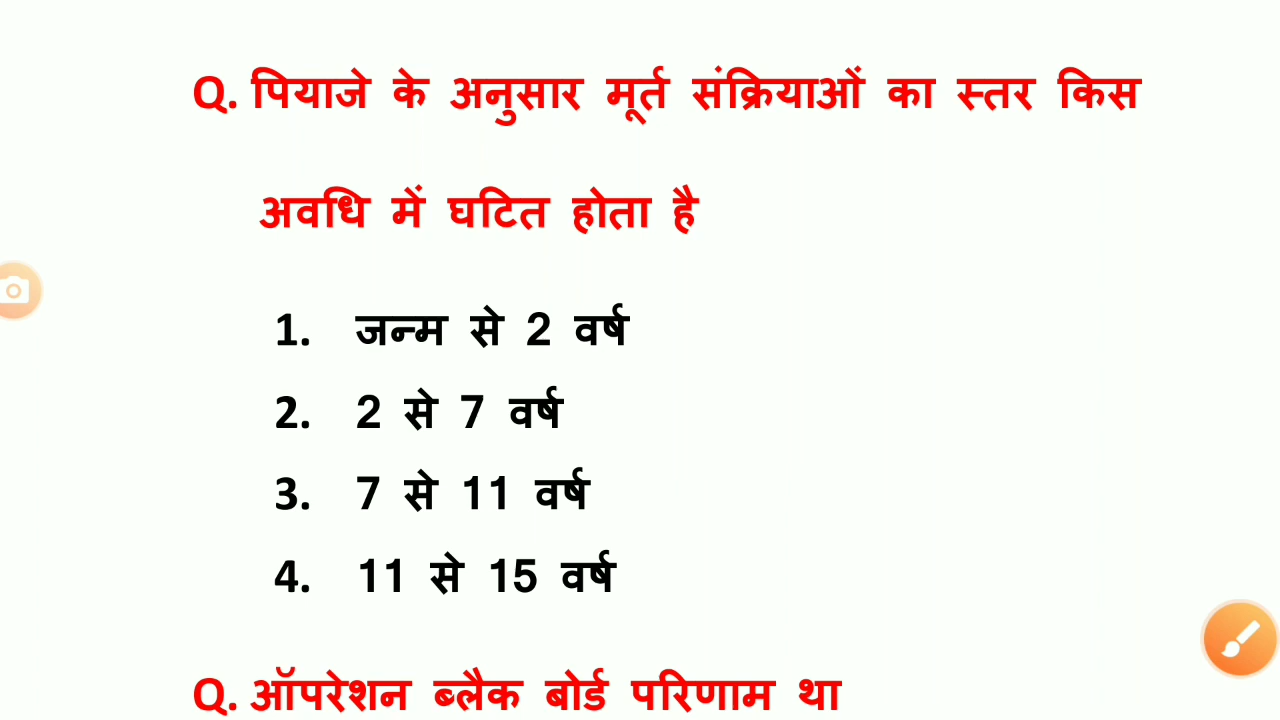 Q. पियाजे के अनुसार मूर्त संक्रियाओं का स्तर किस
अवधि में घटित होता है
1. जन्म से 2 वर्ष
2. 2 से 7 वर्ष
3. 7 से 11 वर्ष
4. 11 से 15 वर्ष
Q. ऑपरेशन ब्लैक बोर्ड परिणाम था